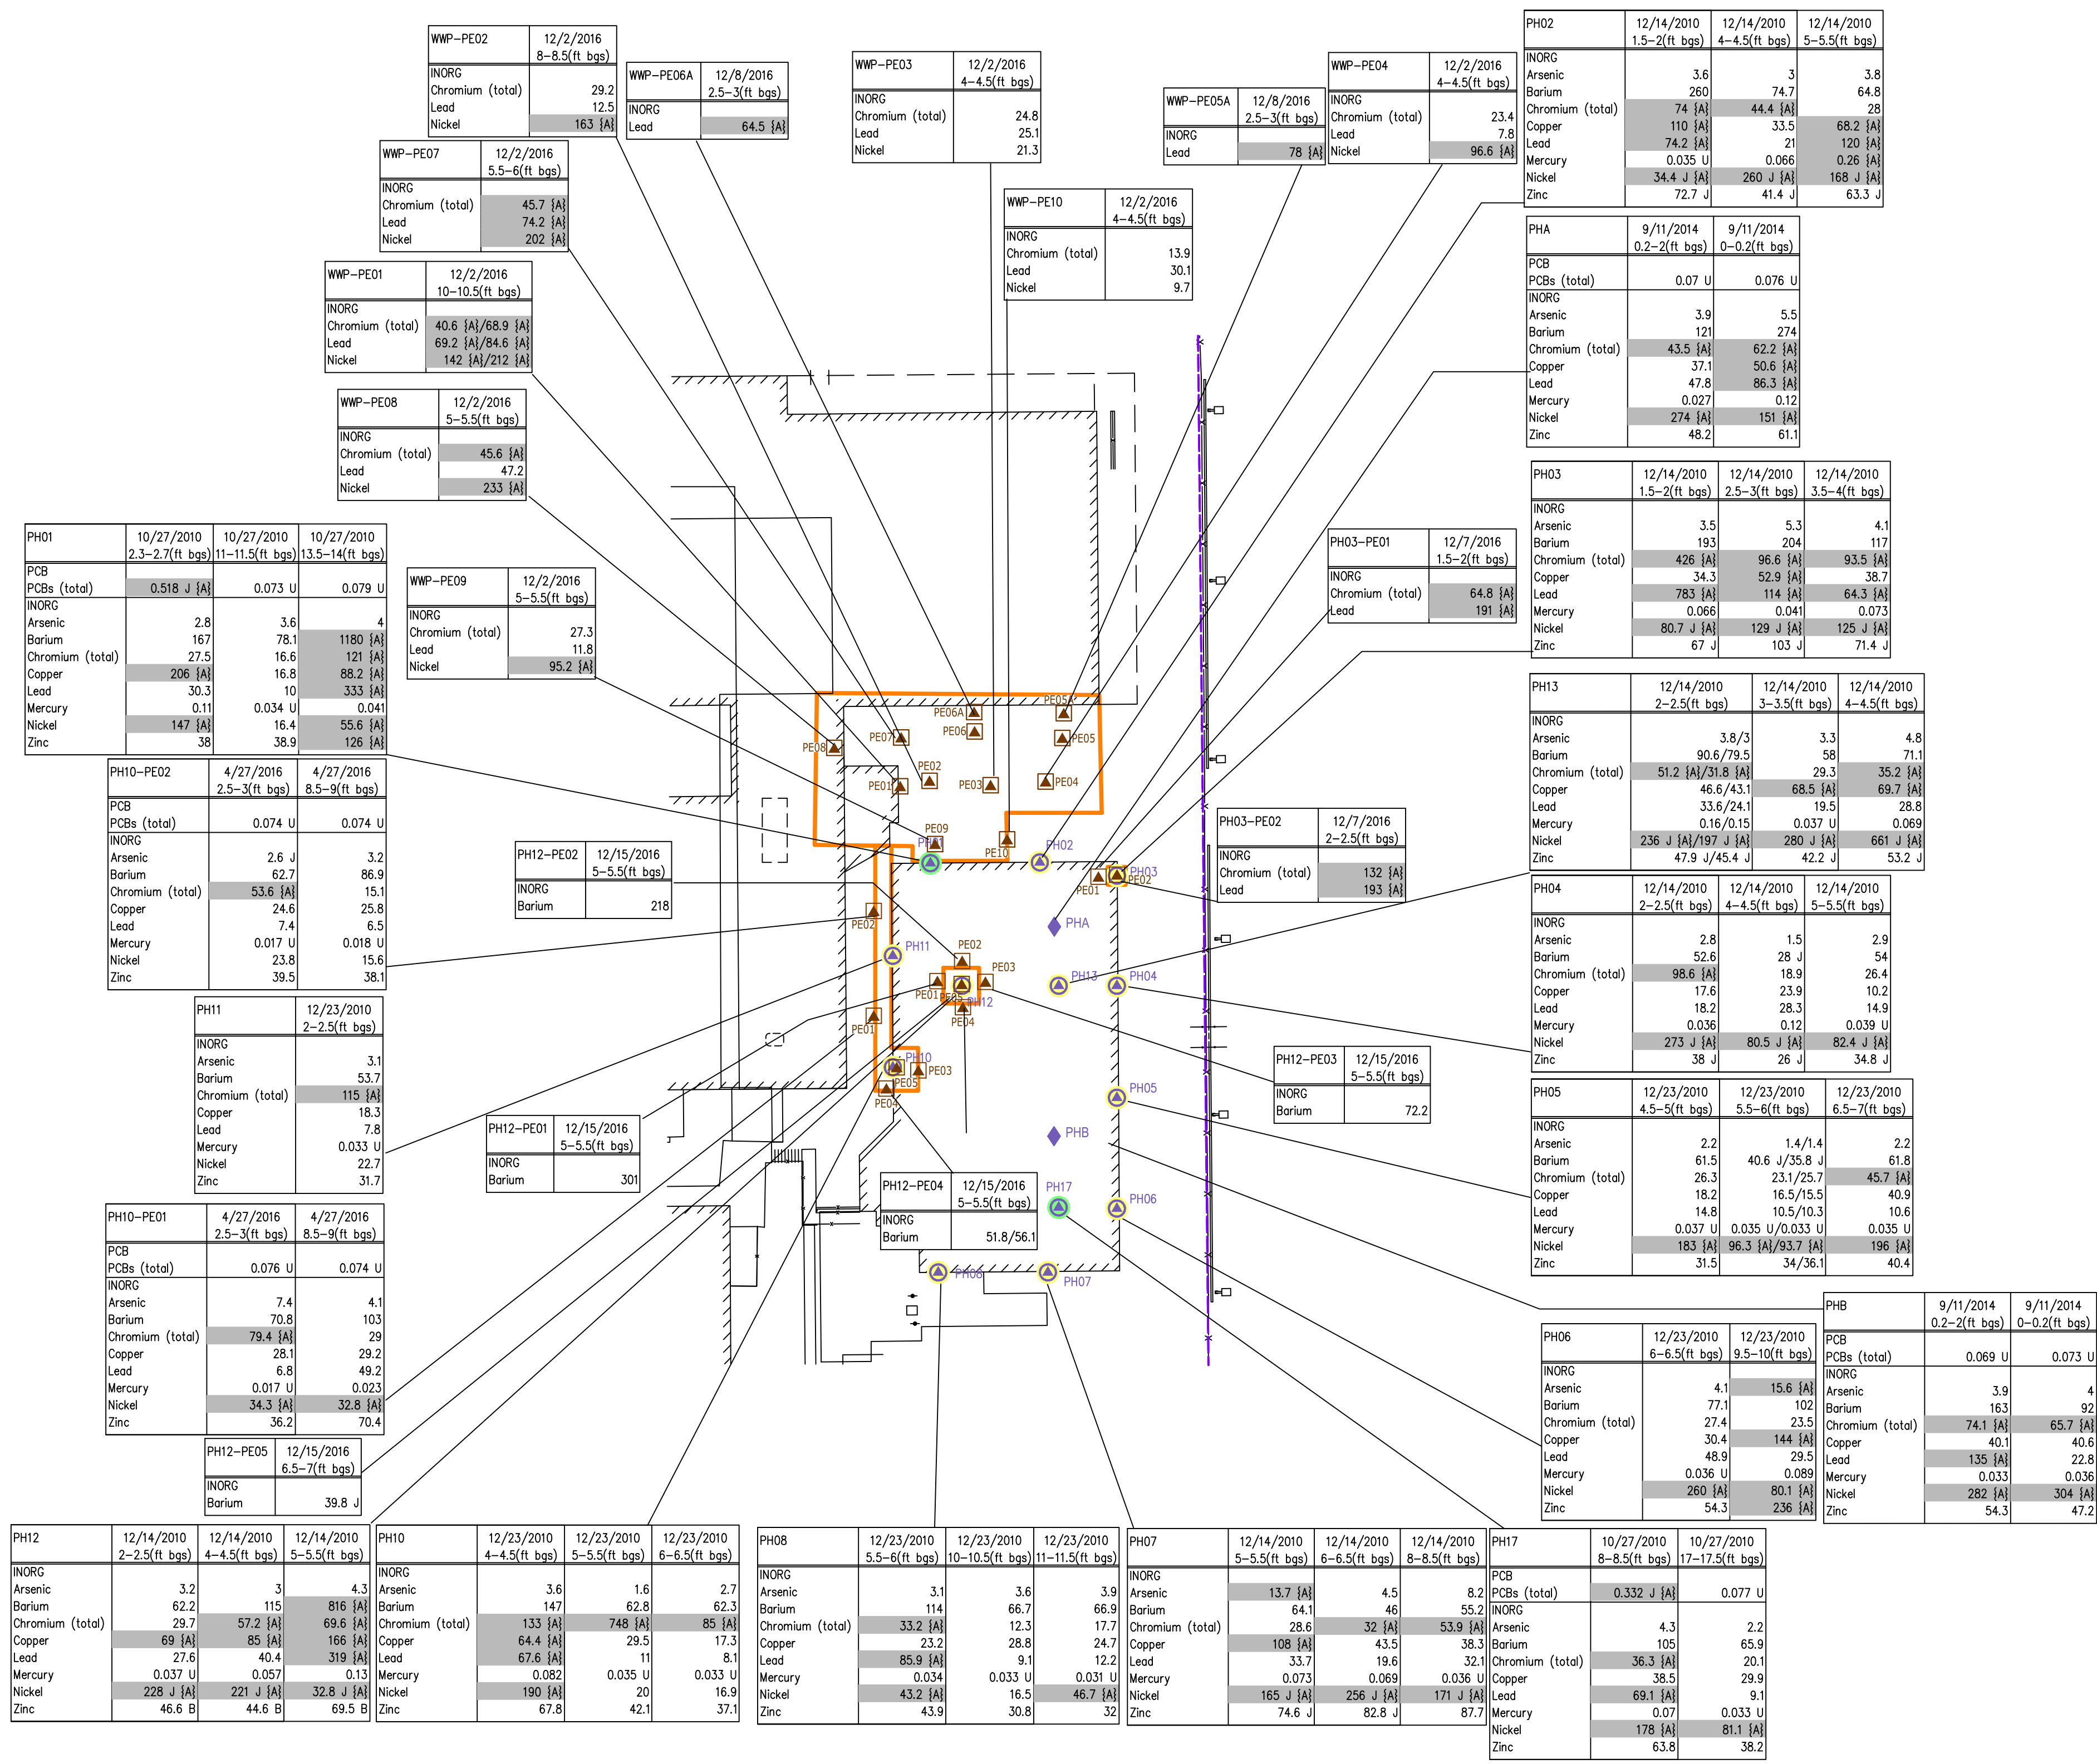 WWP-PE02 12/2/2016
8-8.5(ft bgs)
INORG
Chromium (total) 29.2
Lead 12.5
Nickel 163 {A}
WWP-PE06A 12/8/2016
2.5-3(ft bgs)
INORG
Lead 64.5 {A}
WWP-PE03 12/2/2016
4-4.5(ft bgs)
INORG
Chromium (total) 24.8
Lead 25.1
Nickel 21.3
WWP-PE05A 12/8/2016
2.5-3(ft bgs)
INORG
Lead 78 {A}
WWP-PE04 12/2/2016
4-4.5(ft bgs)
INORG
Chromium (total) 23.4
Lead 7.8
Nickel 96.6 {A}
PH02 12/14/2010 12/14/2010 12/14/2010
1.5-2(ft bgs) 4-4.5(ft bgs) 5-5.5(ft bgs)
INORG
Arsenic 3.6 3 3.8
Barium 260 74.7 64.8
Chromium (total) 74 {A} 44.4 {A} 28
Copper 110 {A} 33.5 68.2 {A}
Lead 74.2 {A} 21 120 {A}
Mercury 0.035 U 0.066 0.26 {A}
Nickel 34.4 J {A} 260 J {A} 168 J {A}
Zinc 72.7 J 41.4 J 63.3 J
WWP-PE07 12/2/2016
5.5-6(ft bgs)
INORG
Chromium (total) 45.7 {A}
Lead 74.2 {A}
Nickel 202 {A}
WWP-PE10 12/2/2016
4-4.5(ft bgs)
INORG
Chromium (total) 13.9
Lead 30.1
Nickel 9.7
PHA 9/11/2014 9/11/2014
0.2-2(ft bgs) 0-0.2(ft bgs)
PCB
PCBs (total) 0.07 U 0.076 U
INORG
Arsenic 3.9 5.5
Barium 121 274
Chromium (total) 43.5 {A} 62.2 {A}
Copper 37.1 50.6 {A}
Lead 47.8 86.3 {A}
Mercury 0.027 0.12
Nickel 274 {A} 151 {A}
Zinc 48.2 61.1
WWP-PE01 12/2/2016
10-10.5(ft bgs)
INORG
Chromium (total) 40.6 {A}/68.9 {A}
Lead 69.2 {A}/84.6 {A}
Nickel 142 {A}/212 {A}
WWP-PE08 12/2/2016
5-5.5(ft bgs)
INORG
Chromium (total) 45.6 {A}
Lead 47.2
Nickel 233 {A}
PH03 12/14/2010 12/14/2010 12/14/2010
1.5-2(ft bgs) 2.5-3(ft bgs) 3.5-4(ft bgs)
INORG
Arsenic 3.5 5.3 4.1
Barium 193 204 117
Chromium (total) 426 {A} 96.6 {A} 93.5 {A}
Copper 34.3 52.9 {A} 38.7
Lead 783 {A} 114 {A} 64.3 {A}
Mercury 0.066 0.041 0.073
Nickel 80.7 J {A} 129 J {A} 125 J {A}
Zinc 67 J 103 J 71.4 J
PH01 10/27/2010 10/27/2010 10/27/2010
2.3-2.7(ft bgs) 11-11.5(ft bgs) 13.5-14(ft bgs)
PCB
PCBs (total) 0.518 J {A} 0.073 U 0.079 U
INORG
Arsenic 2.8 3.6 4
Barium 167 78.1 1180 {A}
Chromium (total) 27.5 16.6 121 {A}
Copper 206 {A} 16.8 88.2 {A}
Lead 30.3 10 333 {A}
Mercury 0.11 0.034 U 0.041
Nickel 147 {A} 16.4 55.6 {A}
Zinc 38 38.9 126 {A}
PH03-PE01 12/7/2016
1.5-2(ft bgs)
INORG
Chromium (total) 64.8 {A}
Lead 191 {A}
WWP-PE09 12/2/2016
5-5.5(ft bgs)
INORG
Chromium (total) 27.3
Lead 11.8
Nickel 95.2 {A}
PH13 12/14/2010 12/14/2010 12/14/2010
2-2.5(ft bgs) 3-3.5(ft bgs) 4-4.5(ft bgs)
INORG
Arsenic 3.8/3 3.3 4.8
Barium 90.6/79.5 58 71.1
Chromium (total) 51.2 {A}/31.8 {A} 29.3 35.2 {A}
Copper 46.6/43.1 68.5 {A} 69.7 {A}
Lead 33.6/24.1 19.5 28.8
Mercury 0.16/0.15 0.037 U 0.069
Nickel 236 J {A}/197 J {A} 280 J {A} 661 J {A}
Zinc 47.9 J/45.4 J 42.2 J 53.2 J
PE06A
PE05A
PE07
PE06
PE05
PE08
PE02
PE01
PE03
PE04
PE09
PE10
PH02
PH03
PE01
PE02
PH10-PE02 4/27/2016 4/27/2016
2.5-3(ft bgs) 8.5-9(ft bgs)
PCB
PCBs (total) 0.074 U 0.074 U
INORG
Arsenic 2.6 J 3.2
Barium 62.7 86.9
Chromium (total) 53.6 {A} 15.1
Copper 24.6 25.8
Lead 7.4 6.5
Mercury 0.017 U 0.018 U
Nickel 23.8 15.6
Zinc 39.5 38.1
PH12-PE02 12/15/2016
5-5.5(ft bgs)
INORG
Barium 218
PH03-PE02 12/7/2016
2-2.5(ft bgs)
INORG
Chromium (total) 132 {A}
Lead 193 {A}
PH04 12/14/2010 12/14/2010 12/14/2010
2-2.5(ft bgs) 4-4.5(ft bgs) 5-5.5(ft bgs)
INORG
Arsenic 2.8 1.5 2.9
Barium 52.6 28 J 54
Chromium (total) 98.6 {A} 18.9 26.4
Copper 17.6 23.9 10.2
Lead 18.2 28.3 14.9
Mercury 0.036 0.12 0.039 U
Nickel 273 J {A} 80.5 J {A} 82.4 J {A}
Zinc 38 J 26 J 34.8 J
PE02
PHA
PH11
PE02
PE03
PE01
PH13
PH04
PH12
PE04
PE01
PH10
PE05
PE03
PE04
PH05
PHB
PH17
PH06
PH08
PH07
PH11 12/23/2010
2-2.5(ft bgs)
INORG
Arsenic 3.1
Barium 53.7
Chromium (total) 115 {A}
Copper 18.3
Lead 7.8
Mercury 0.033 U
Nickel 22.7
Zinc 31.7
PH12-PE03 12/15/2016
5-5.5(ft bgs)
INORG
Barium 72.2
PH05 12/23/2010 12/23/2010 12/23/2010
4.5-5(ft bgs) 5.5-6(ft bgs) 6.5-7(ft bgs)
INORG
Arsenic 2.2 1.4/1.4 2.2
Barium 61.5 40.6 J/35.8 J 61.8
Chromium (total) 26.3 23.1/25.7 45.7 {A}
Copper 18.2 16.5/15.5 40.9
Lead 14.8 10.5/10.3 10.6
Mercury 0.037 U 0.035 U/0.033 U 0.035 U
Nickel 183 {A} 96.3 {A}/93.7 {A} 196 {A}
Zinc 31.5 34/36.1 40.4
PH12-PE01 12/15/2016
5-5.5(ft bgs)
INORG
Barium 301
PH12-PE04 12/15/2016
5-5.5(ft bgs)
INORG
Barium 51.8/56.1
PH10-PE01 4/27/2016 4/27/2016
2.5-3(ft bgs) 8.5-9(ft bgs)
PCB
PCBs (total) 0.076 U 0.074 U
INORG
Arsenic 7.4 4.1
Barium 70.8 103
Chromium (total) 79.4 {A} 29
Copper 28.1 29.2
Lead 6.8 49.2
Mercury 0.017 U 0.023
Nickel 34.3 {A} 32.8 {A}
Zinc 36.2 70.4
PH06 12/23/2010 12/23/2010
6-6.5(ft bgs) 9.5-10(ft bgs)
INORG
Arsenic 4.1 15.6 {A}
Barium 77.1 102
Chromium (total) 27.4 23.5
Copper 30.4 144 {A}
Lead 48.9 29.5
Mercury 0.036 U 0.089
Nickel 260 {A} 80.1 {A}
Zinc 54.3 236 {A}
PHB 9/11/2014 9/11/2014
0.2-2(ft bgs) 0-0.2(ft bgs)
PCB
PCBs (total) 0.069 U 0.073 U
INORG
Arsenic 3.9 4
Barium 163 92
Chromium (total) 74.1 {A} 65.7 {A}
Copper 40.1 40.6
Lead 135 {A} 22.8
Mercury 0.033 0.036
Nickel 282 {A} 304 {A}
Zinc 54.3 47.2
PH12-PE05 12/15/2016
6.5-7(ft bgs)
INORG
Barium 39.8 J
PH12 12/14/2010 12/14/2010 12/14/2010
2-2.5(ft bgs) 4-4.5(ft bgs) 5-5.5(ft bgs)
INORG
Arsenic 3.2 3 4.3
Barium 62.2 115 816 {A}
Chromium (total) 29.7 57.2 {A} 69.6 {A}
Copper 69 {A} 85 {A} 166 {A}
Lead 27.6 40.4 319 {A}
Mercury 0.037 U 0.057 0.13
Nickel 228 J {A} 221 J {A} 32.8 J {A}
Zinc 46.6 B 44.6 B 69.5 B
PH10 12/23/2010 12/23/2010 12/23/2010
4-4.5(ft bgs) 5-5.5(ft bgs) 6-6.5(ft bgs)
INORG
Arsenic 3.6 1.6 2.7
Barium 147 62.8 62.3
Chromium (total) 133 {A} 748 {A} 85 {A}
Copper 64.4 {A} 29.5 17.3
Lead 67.6 {A} 11 8.1
Mercury 0.082 0.035 U 0.033 U
Nickel 190 {A} 20 16.9
Zinc 67.8 42.1 37.1
PH08 12/23/2010 12/23/2010 12/23/2010
5.5-6(ft bgs) 10-10.5(ft bgs) 11-11.5(ft bgs)
INORG
Arsenic 3.1 3.6 3.9
Barium 114 66.7 66.9
Chromium (total) 33.2 {A} 12.3 17.7
Copper 23.2 28.8 24.7
Lead 85.9 {A} 9.1 12.2
Mercury 0.034 0.033 U 0.031 U
Nickel 43.2 {A} 16.5 46.7 {A}
Zinc 43.9 30.8 32
PH07 12/14/2010 12/14/2010 12/14/2010
5-5.5(ft bgs) 6-6.5(ft bgs) 8-8.5(ft bgs)
INORG
Arsenic 13.7 {A} 4.5 8.2
Barium 64.1 46 55.2
Chromium (total) 28.6 32 {A} 53.9 {A}
Copper 108 {A} 43.5 38.3
Lead 33.7 19.6 32.1
Mercury 0.073 0.069 0.036 U
Nickel 165 J {A} 256 J {A} 171 J {A}
Zinc 74.6 J 82.8 J 87.7
PH17 10/27/2010 10/27/2010
8-8.5(ft bgs) 17-17.5(ft bgs)
PCB
PCBs (total) 0.332 J {A} 0.077 U
INORG
Arsenic 4.3 2.2
Barium 105 65.9
Chromium (total) 36.3 {A} 20.1
Copper 38.5 29.9
Lead 69.1 {A} 9.1
Mercury 0.07 0.033 U
Nickel 178 {A} 81.1 {A}
Zinc 63.8 38.2